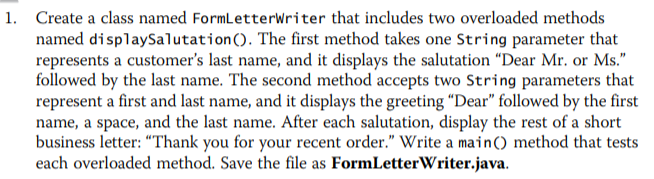 1. Create a class named FormLetterWriter that includes two overloaded methods
named displaySalutation(). The first method takes one String parameter that
represents a customer's last name, and it displays the salutation “Dear Mr. or Ms.”
followed by the last name. The second method accepts two String parameters that
represent a first and last name, and it displays the greeting “Dear” followed by the first
name, a space, and the last name. After each salutation, display the rest of a short
business letter: “Thank you for your recent order.” Write a main() method that tests
each overloaded method. Save the file as FormLetterWriter.java.